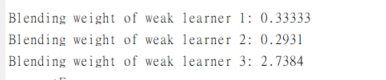 Blending weight of weak learner 1: 0.33333
Blending weight of weak learner 2: 0.2931
Blending weight of weak learner 3: 2.7384